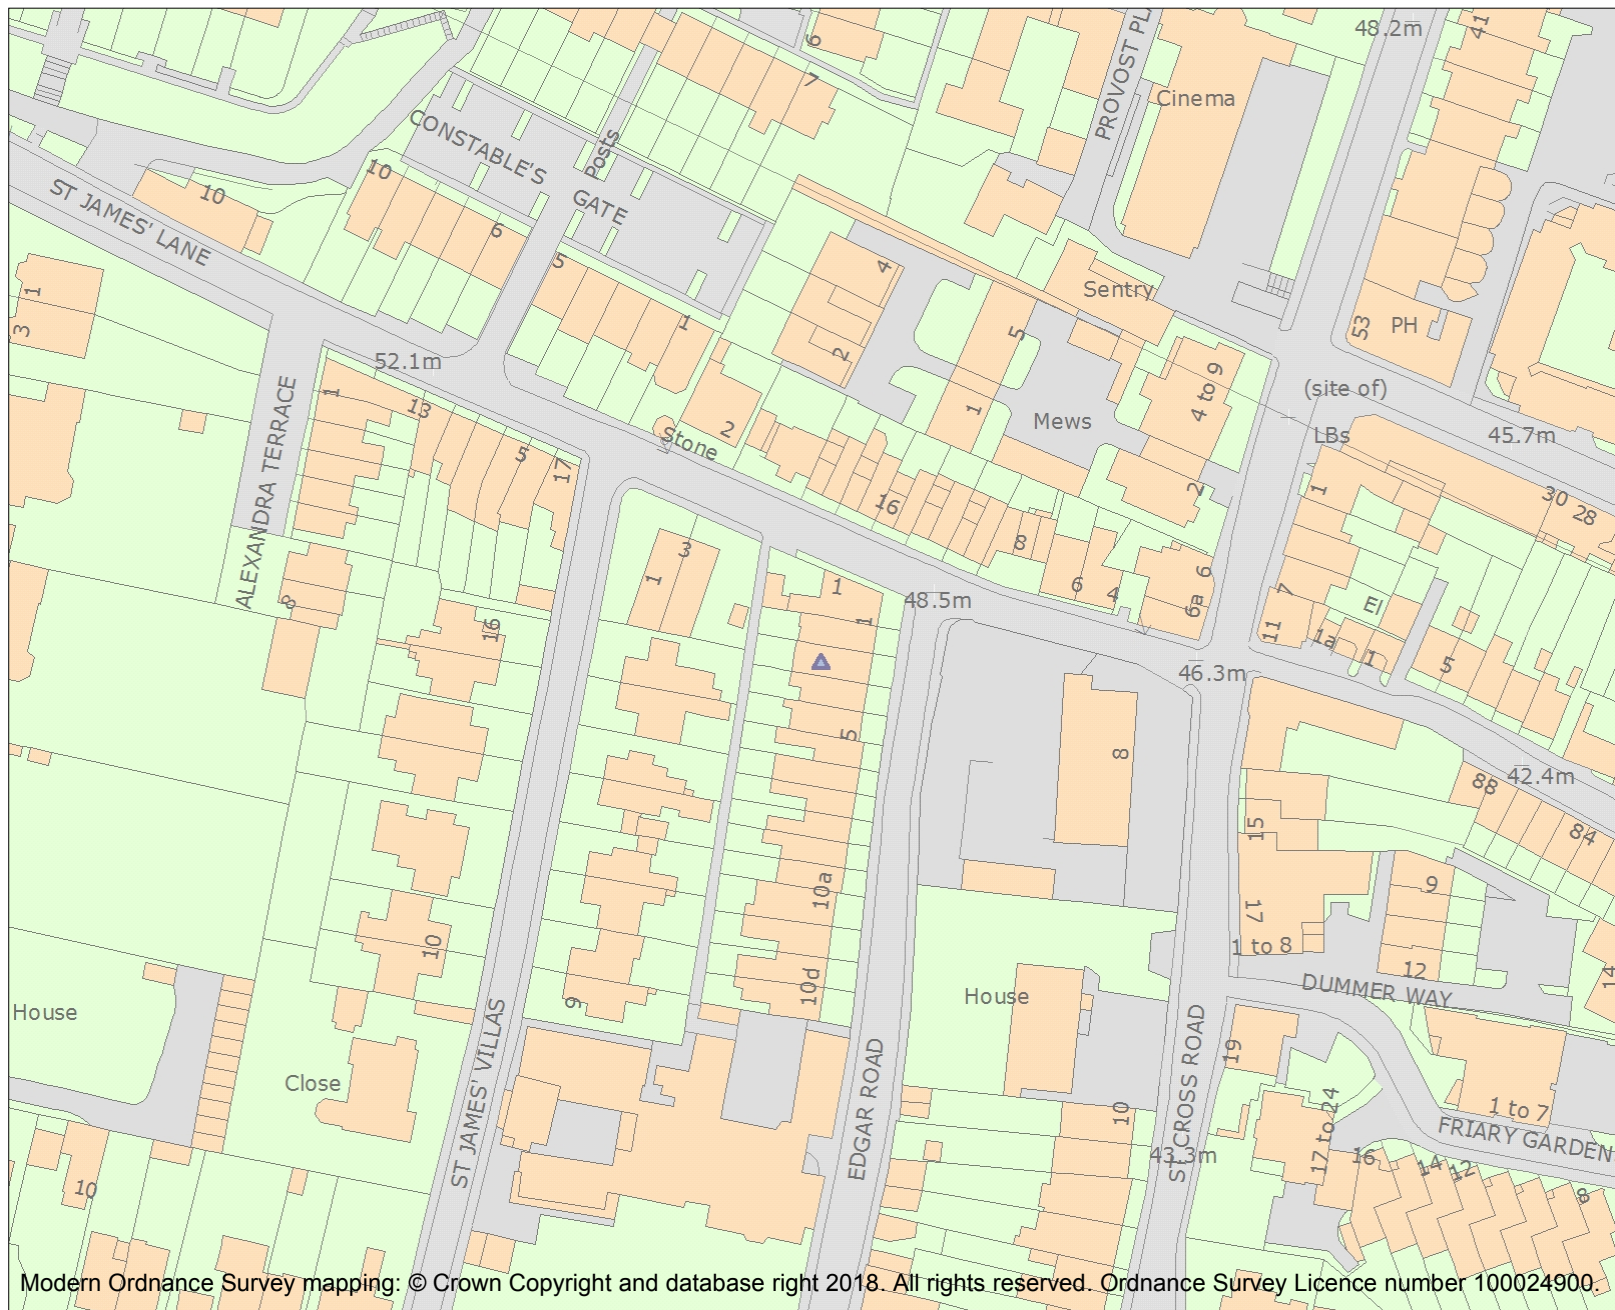 48.2m
41
6
7
PROVOST PL
Cinema
CONSTABLE'S
GATE
Posts
10
10
ST JAMES' LANE
6
5
1
4
2
Sentry
5
1
53
PH
1
3
52.1m
4 to 9
(site of)
Mews
LBs
45.7m
1
13
5
17
2
Stone
16
8
2
1
30
28
ALEXANDRA TERRACE
8
16
3
1
1
1
48.5m
6
4
6
6a
7
11
El
1a
1
5
46.3m
5
8
42.4m
88
84
15
9
10a
17
1 to 8
12
14
10
10d
9
House
House
DUMMER WAY
Close
ST JAMES' VILLAS
EDGAR ROAD
ST CROSS ROAD
19
10
43.3m
17 to 24
1 to 7
FRIARY GARDEN
16
14
12
8
10
Modern Ordnance Survey mapping: © Crown Copyright and database right 2018. All rights reserved. Ordnance Survey Licence number 100024900.